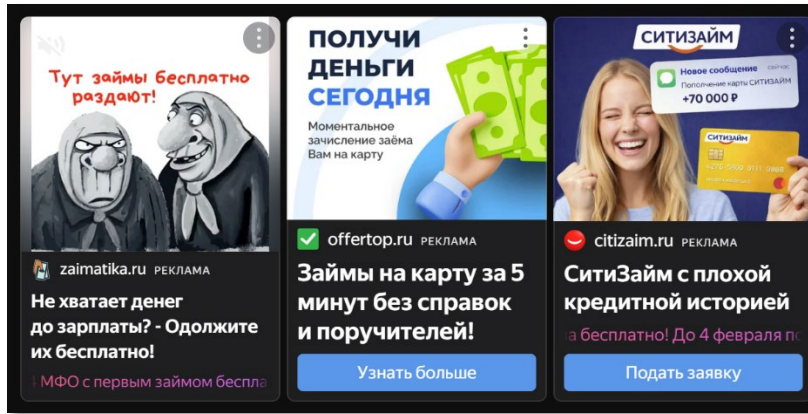 Тут займы бесплатно
раздают!
zaimatika.ru РЕКЛАМА
Не хватает денег
до зарплаты? - Одолжите
их бесплатно!
МФО с первым займом беспла
ПОЛУЧИ
ДЕНЬГИ
СЕГОДНЯ
Моментальное
зачисление заёма
Вам на карту
offertop.ru РЕКЛАМА
Займы на карту за 5
минут без справок
и поручителей!
Узнать больше
СИТИЗАЙМ
Новое сообщение сейчас
Пополнение карты СИТИЗАЙМ
+70 000 ₽
СИТИЗАЙМ
citizaim.ru РЕКЛАМА
СитиЗайм с плохой
кредитной историей
а бесплатно! До 4 февраля по
Подать заявку